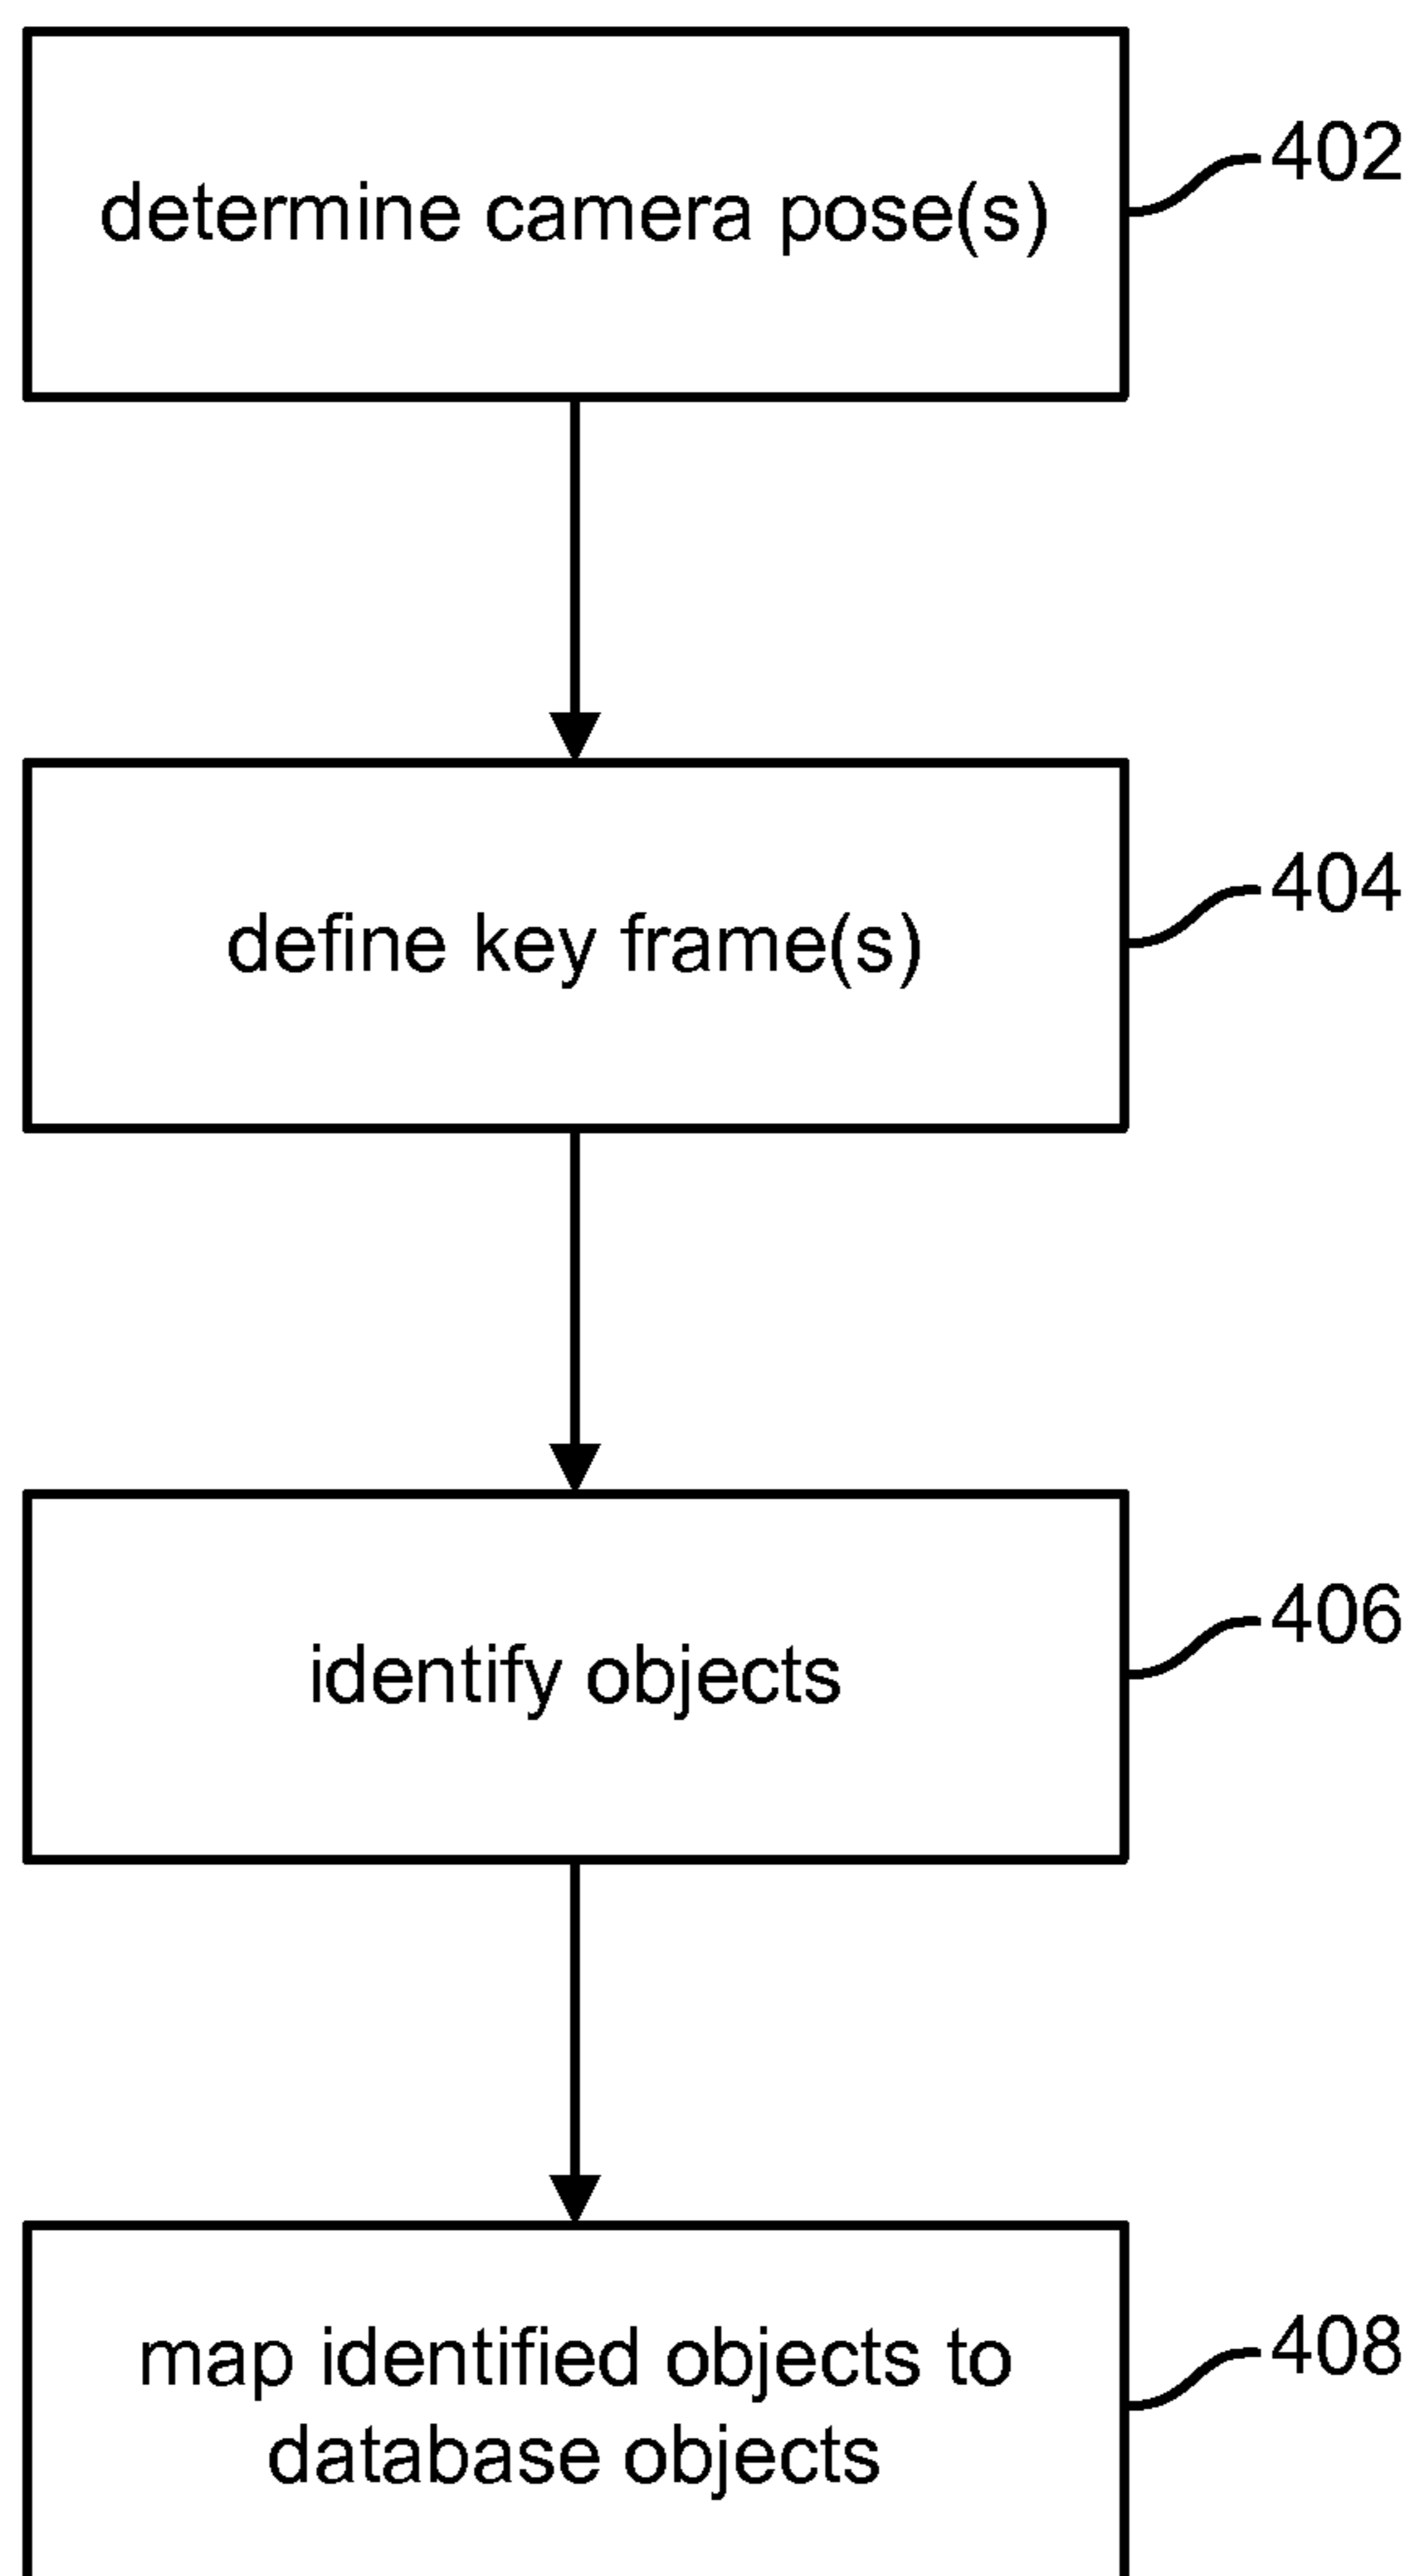 determine camera pose(s)
402
define key frame(s)
404
identify objects
406
map identified objects to
database objects
408